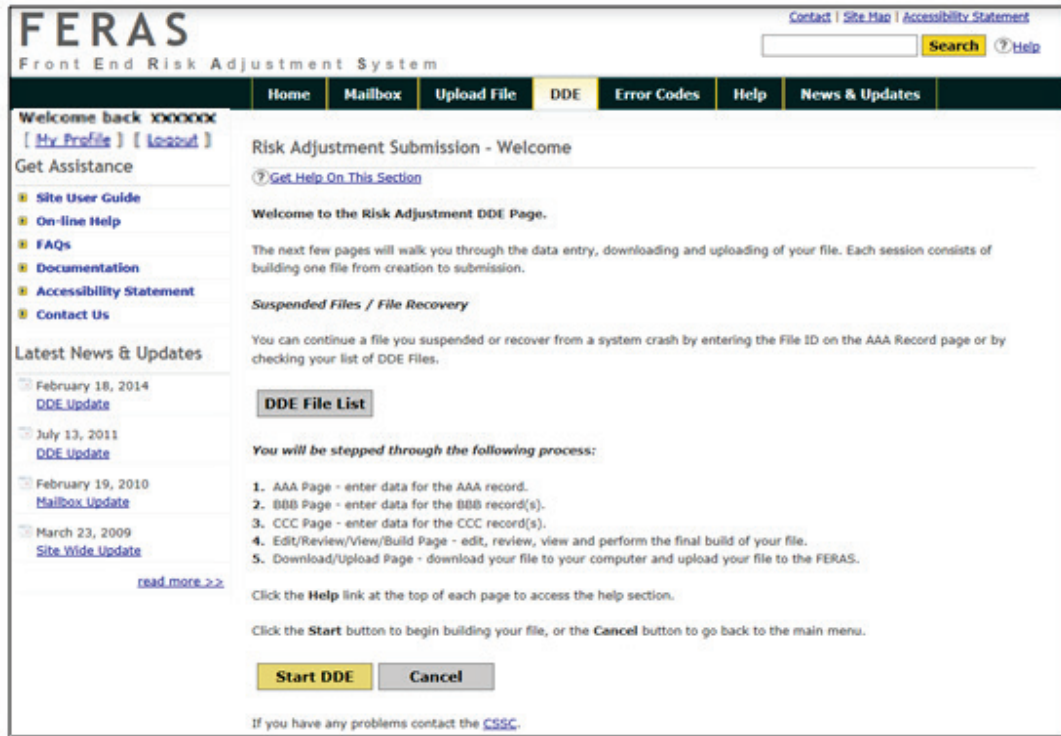 FERAS
Front End Risk Adjustment System
Contact | Site Map | Accessibility Statement
Search
? Help
Home
Mailbox
Upload File
DDE
Error Codes
Help
News & Updates
Welcome back xxxxxx
[ My Profile ] [ Logout ]
Get Assistance
Site User Guide
On-line Help
FAQs
Documentation
Accessibility Statement
Contact Us
Latest News & Updates
February 18, 2014
DDE Update
July 13, 2011
DDE Update
February 19, 2010
Mailbox Update
March 23, 2009
Site Wide Update
read more >>
Risk Adjustment Submission - Welcome
? Get Help On This Section
Welcome to the Risk Adjustment DDE Page.
The next few pages will walk you through the data entry, downloading and uploading of your file. Each session consists of
building one file from creation to submission.
Suspended Files / File Recovery
You can continue a file you suspended or recover from a system crash by entering the File ID on the AAA Record page or by
checking your list of DDE Files.
DDE File List
You will be stepped through the following process:
1. AAA Page - enter data for the AAA record.
2. BBB Page - enter data for the BBB record(s).
3. CCC Page - enter data for the CCC record(s).
4. Edit/Review/View/Build Page - edit, review, view and perform the final build of your file.
5. Download/Upload Page - download your file to your computer and upload your file to the FERAS.
Click the Help link at the top of each page to access the help section.
Click the Start button to begin building your file, or the Cancel button to go back to the main menu.
Start DDE
Cancel
If you have any problems contact the CSSC.